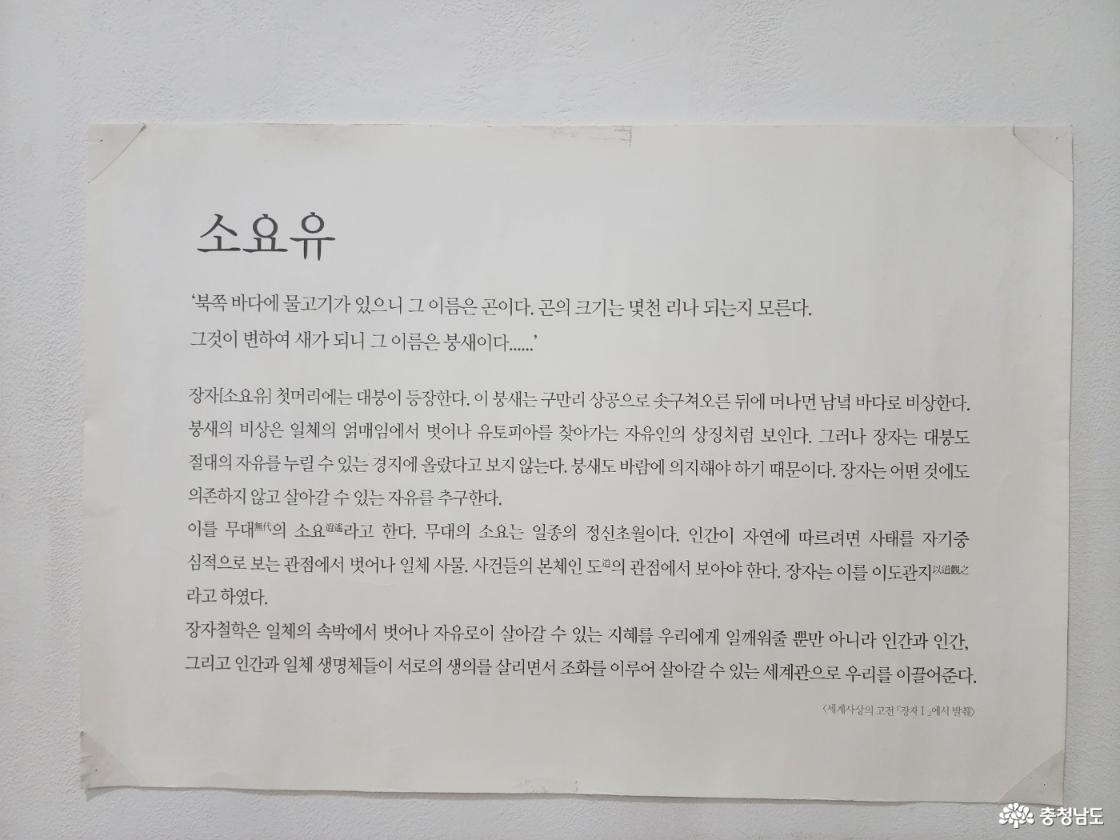 소요유
‘북쪽 바다에 물고기가 있으니 그 이름은 곤이다. 곤의 크기는 몇천 리나 되는지 모른다.
그것이 변하여 새가 되니 그 이름은 붕새이다......’
장자[소요유] 첫머리에는 대붕이 등장한다. 이 붕새는 구만리 상공으로 솟구쳐오른 뒤에 머나먼 남녘 바다로 비상한다.
붕새의 비상은 일체의 얽매임에서 벗어나 유토피아를 찾아가는 자유인의 상징처럼 보인다. 그러나 장자는 대붕도
절대의 자유를 누릴 수 있는 경지에 올랐다고 보지 않는다. 붕새도 바람에 의지해야 하기 때문이다. 장자는 어떤 것에도
의존하지 않고 살아갈 수 있는 자유를 추구한다.
이를 무대無代의 소요逍遙라고 한다. 무대의 소요는 일종의 정신초월이다. 인간이 자연에 따르려면 사태를 자기중
심적으로 보는 관점에서 벗어나 일체 사물. 사건들의 본체인 도道의 관점에서 보아야 한다. 장자는 이를 이도관지以道觀之
라고 하였다.
장자철학은 일체의 속박에서 벗어나 자유로이 살아갈 수 있는 지혜를 우리에게 일깨워줄 뿐만 아니라 인간과 인간,
그리고 인간과 일체 생명체들이 서로의 생의를 살리면서 조화를 이루어 살아갈 수 있는 세계관으로 우리를 이끌어준다.
〈세계사상의 고전『장자Ⅰ』에서 발췌〉
충청남도